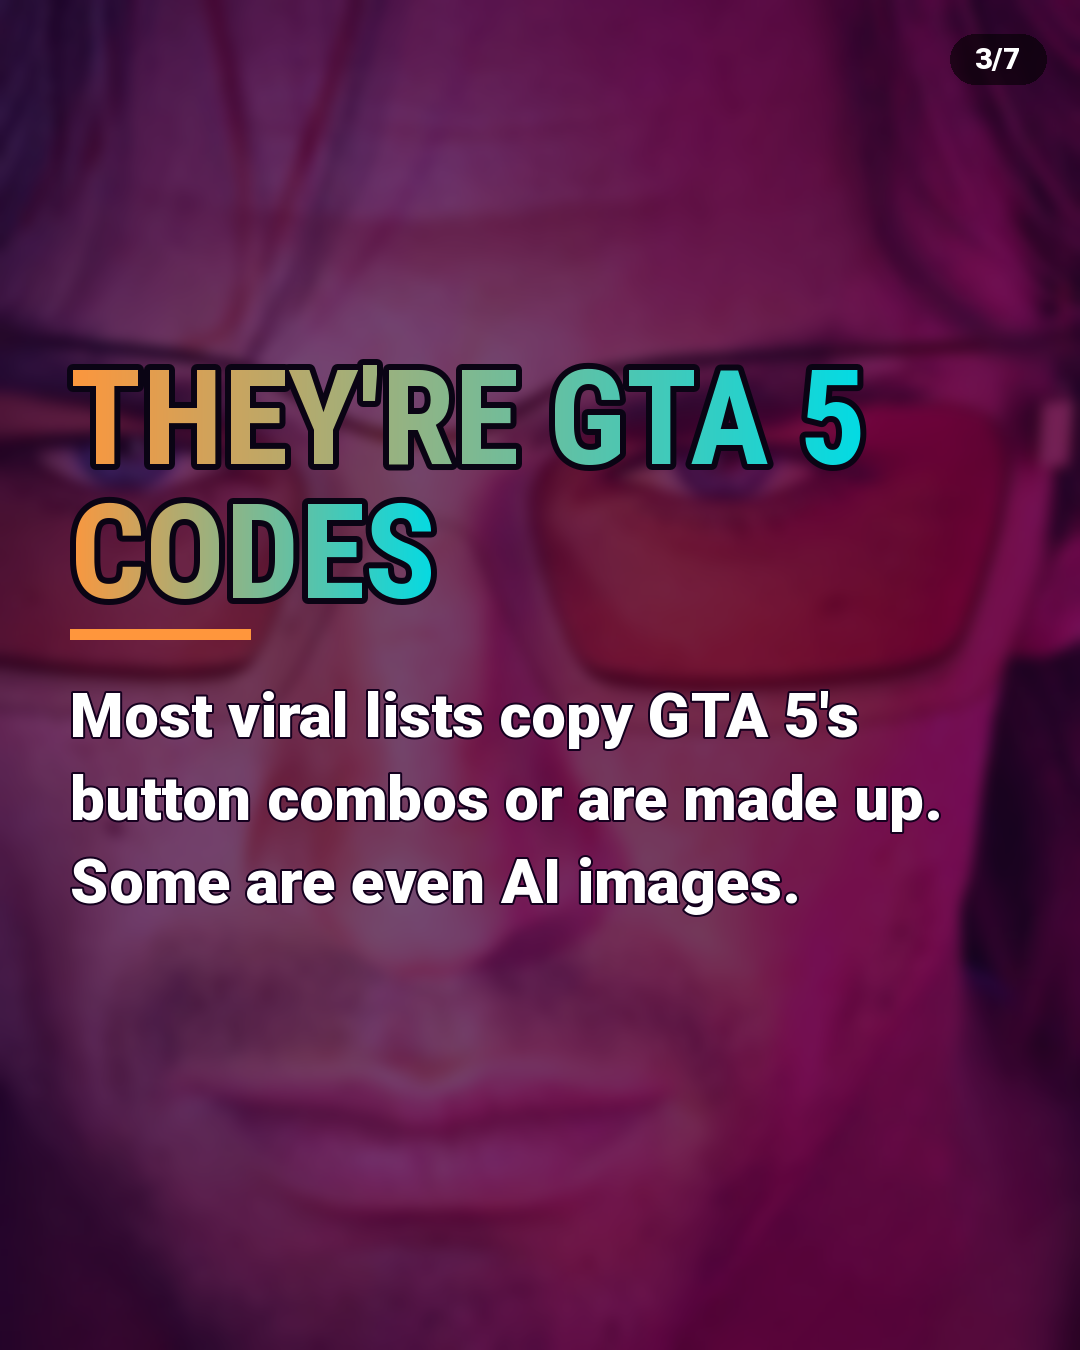 3/7
THEY'RE GTA 5
CODES
Most viral lists copy GTA 5's
button combos or are made up.
Some are even AI images.